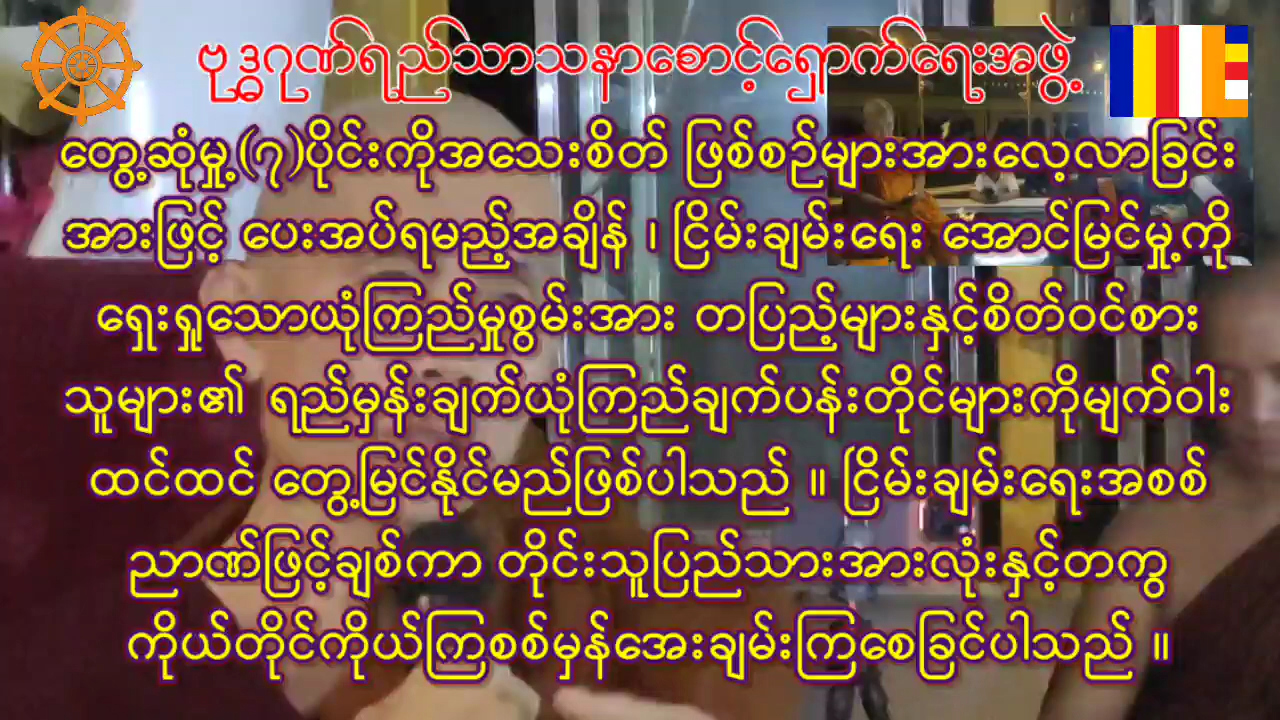 ဗုဒ္ဓဂုဏ်ရည်သာသနာစောင့်ရှောက်ရေးအဖွဲ့
တွေ့ဆုံမှု့(၇)ပိုင်းကိုအသေးစိတ် ဖြစ်စဉ်များအားလေ့လာခြင်း
အားဖြင့် ပေးအပ်ရမည့်အချိန် ၊ ငြိမ်းချမ်းရေး အောင်မြင်မှု့ကို
ရှေးရှုသောယုံကြည်မှုစွမ်းအား တပြည့်များနှင့်စိတ်ဝင်စား
သူများ၏ ရည်မှန်းချက်ယုံကြည်ချက်ပန်းတိုင်များကိုမျက်ဝါး
ထင်ထင် တွေ့မြင်နိုင်မည်ဖြစ်ပါသည် ။ ငြိမ်းချမ်းရေးအစစ်
ညာဏ်ဖြင့်ချစ်ကာ တိုင်းသူပြည်သားအားလုံးနှင့်တကွ
ကိုယ်တိုင်ကိုယ်ကြစစ်မှန်အေးချမ်းကြစေခြင်ပါသည် ။